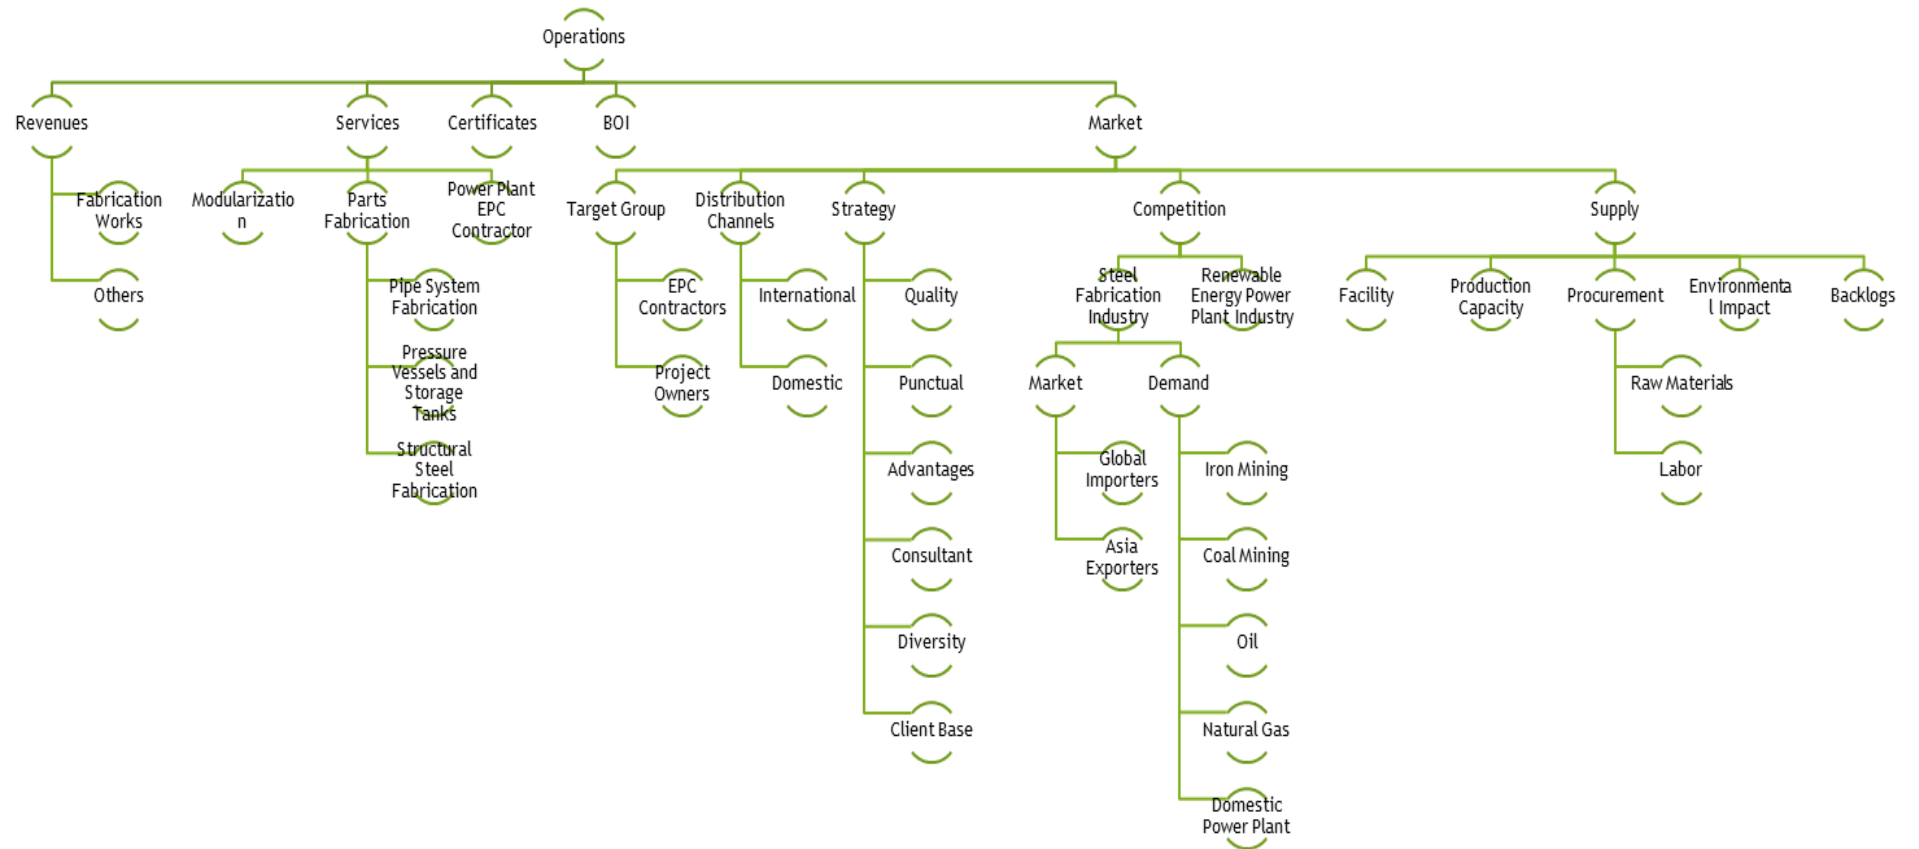 Operations
Revenues
Services
Certificates
BOI
Market
Fabrication
Works
Modularizatio
n
Parts
Fabrication
Power Plant
EPC
Contractor
Target Group
Distribution
Channels
Strategy
Competition
Supply
Others
Pipe System
Fabrication
EPC
Contractors
International
Quality
Steel
Fabrication
Industry
Renewable
Energy Power
Plant Industry
Facility
Production
Capacity
Procurement
Environmenta
l Impact
Backlogs
Pressure
Vessels and
Storage
Tanks
Project
Owners
Domestic
Punctual
Market
Demand
Raw Materials
Structural
Steel
Fabrication
Advantages
Global
Importers
Iron Mining
Labor
Consultant
Asia
Exporters
Coal Mining
Diversity
Oil
Client Base
Natural Gas
Domestic
Power Plant